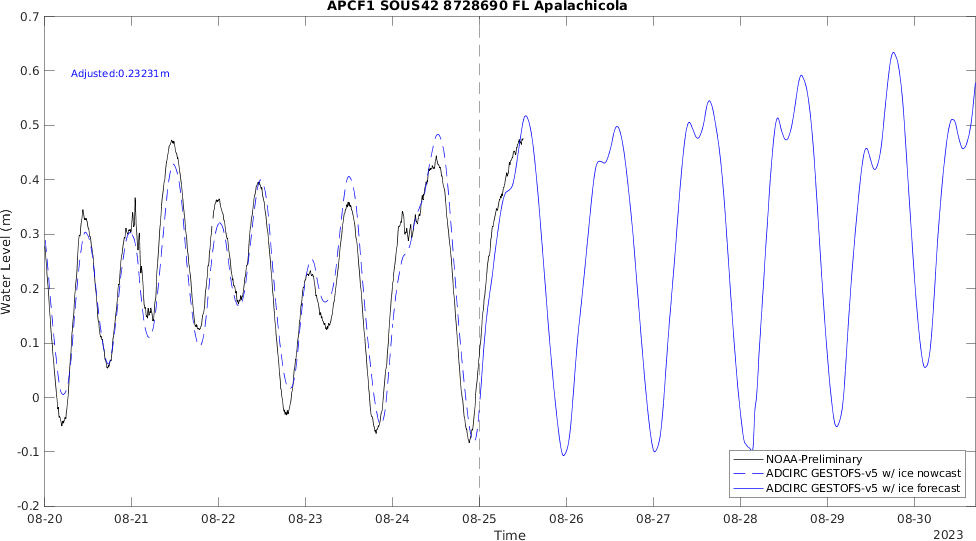 APCF1 SOUS42 8728690 FL Apalachicola
0.7
0.6
0.5
0.4
0.3
0.2
0.1
0
-0.1
-0.2
Water Level (m)
Adjusted:0.23231m
NOAA-Preliminary
ADCIRC GESTOFS-v5 w/ ice nowcast
ADCIRC GESTOFS-v5 w/ ice forecast
08-20 08-21 08-22 08-23 08-24 08-25 08-26 08-27 08-28 08-29 08-30
Time
2023